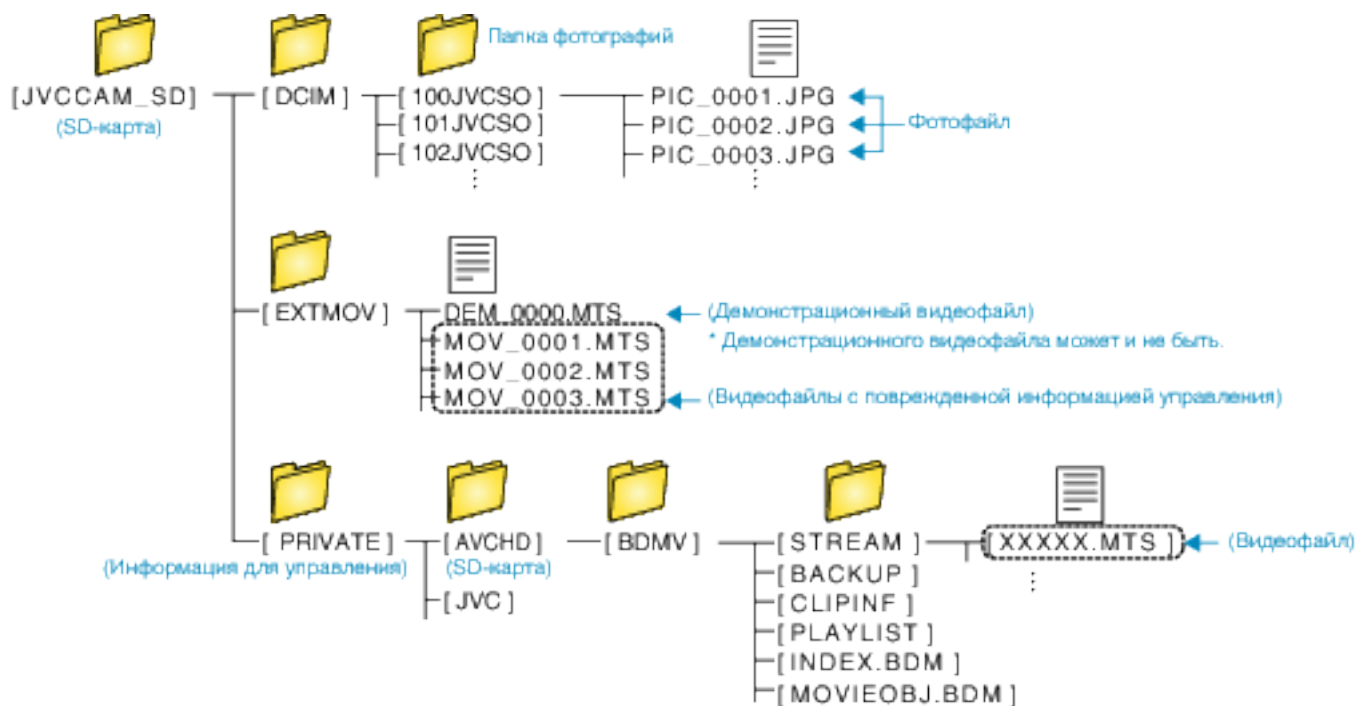 Папка фотографий
[JVCCAM_SD] [DCIM] [100JVCSO] PIC_0001.JPG
(SD-карта) [101JVCSO] PIC_0002.JPG Фотофайл
[102JVCSO] PIC_0003.JPG
[EXTMOV] DEM_0000.MTS (Демонстрационный видеофайл)
MOV_0001.MTS * Демонстрационного видеофайла может и не быть.
MOV_0002.MTS
MOV_0003.MTS (Видеофайлы с поврежденной информацией управления)
[PRIVATE] [AVCHD] [BDMV] [STREAM] [XXXXX.MTS] (Видеофайл)
(Информация для управления) (SD-карта) [BACKUP]
[JVC] [CLIPINF]
[PLAYLIST]
[INDEX.BDM]
[MOVIEOBJ.BDM]